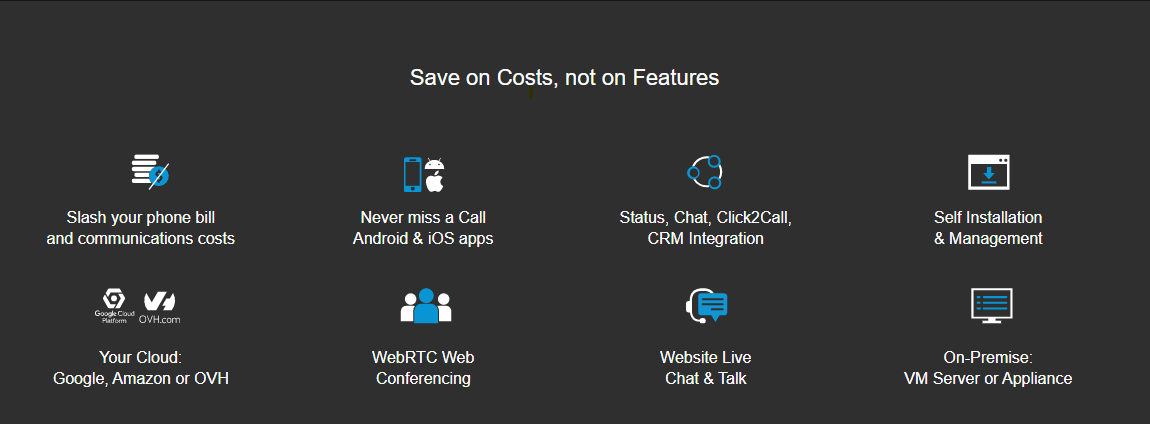 Save on Costs, not on Features
Slash your phone bill
and communications costs
Never miss a Call
Android & iOS apps
Status, Chat, Click2Call,
CRM Integration
Self Installation
& Management
Google Cloud
Platform
OVH.com
Your Cloud:
Google, Amazon or OVH
WebRTC Web
Conferencing
Website Live
Chat & Talk
On-Premise:
VM Server or Appliance